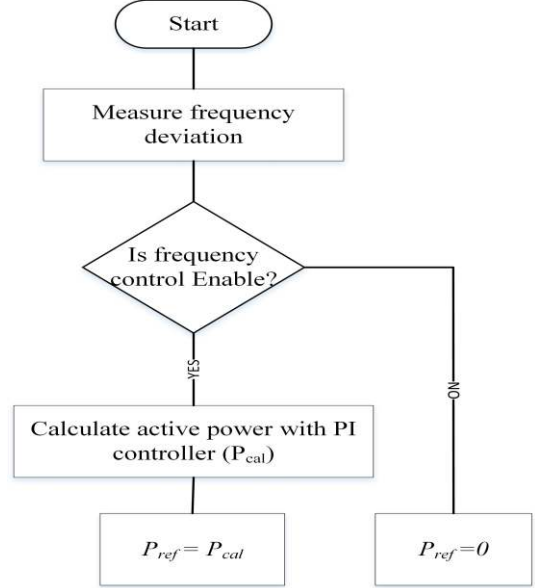 Start
Measure frequency
deviation
Is frequency
control Enable?
YES
NO
Calculate active power with PI
controller (Pcal)
Pref = Pcal
Pref=0